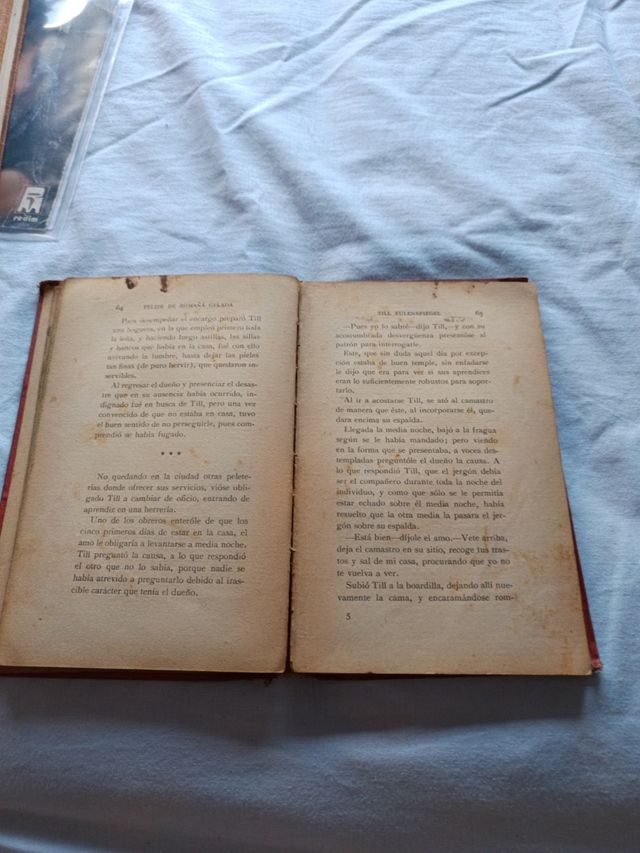 redim
64 FELIPE DE ROMAÑÁ CELADA
Para desempeñar el encargo preparó Till
una hoguera, en la que empleó primero toda
la leña, y haciendo luego astillas, las sillas
y bancos que había en la casa, fué con ello
avivando la lumbre, hasta dejar las pieles
tan finas (de puro hervir), que quedaron in-
servibles.
Al regresar el dueño y presenciar el desas-
tre que en su ausencia había ocurrido, in-
dignado fué en busca de Till, pero una vez
convencido de que no estaba en casa, tuvo
el buen sentido de no perseguirle, pues com-
prendió se había fugado.
* * *
No quedando en la ciudad otras pelete-
rías donde ofrecer sus servicios, vióse obli-
gado Till a cambiar de oficio, entrando de
aprendiz en una herrería.
Uno de los obreros enteróle de que los
cinco primeros días de estar en la casa, el
amo le obligaría a levantarse a media noche.
Till preguntó la causa, a lo que respondió
el otro que no lo sabía, porque nadie se
había atrevido a preguntarlo debido al iras-
cible carácter que tenía el dueño.
TILL EULENSPIEGEL 65
—Pues yo lo sabré—dijo Till,—y con su
acostumbrada desvergüenza presentóse al
patrón para interrogarle.
Este, que sin duda aquel día por excep-
ción estaba de buen temple, sin enfadarse
le dijo que era para ver si sus aprendices
eran lo suficientemente robustos para sopor-
tarlo.
Al ir a acostarse Till, se ató al camastro
de manera que éste, al incorporarse él, que-
dara encima su espalda.
Llegada la media noche, bajó a la fragua
según se le había mandado; pero viendo
en la forma que se presentaba, a voces des-
templadas preguntóle el dueño la causa. A
lo que respondió Till, que el jergón debía
ser el compañero durante toda la noche del
individuo, y como que sólo se le permitía
estar echado sobre él media noche, había
resuelto que la otra media la pasara el jer-
gón sobre su espalda.
—Está bien—díjole el amo.—Vete arriba,
deja el camastro en su sitio, recoge tus tras-
tos y sal de mi casa, procurando que yo no
te vuelva a ver.
Subió Till a la boardilla, dejando allí nue-
vamente la cama, y encaramándose rom-
5